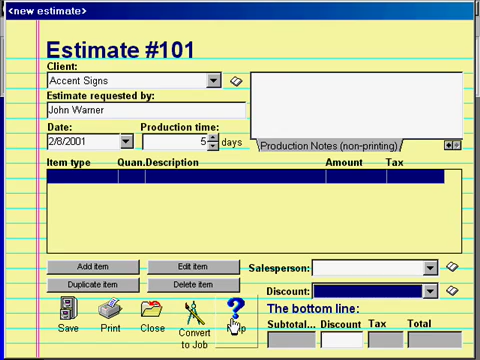 <new estimate>
Estimate #101
Client:
Accent Signs
Estimate requested by:
John Warner
Date:
Production time:
2/8/2001
5
days
Production Notes (non-printing)
Item type
Quan.
Description
Amount
Tax
Add item
Edit item
Salesperson:
Duplicate item
Delete item
Discount:
The bottom line:
Save
Print
Close
Convert
to Job
Subtotal...
Discount
Tax
Total